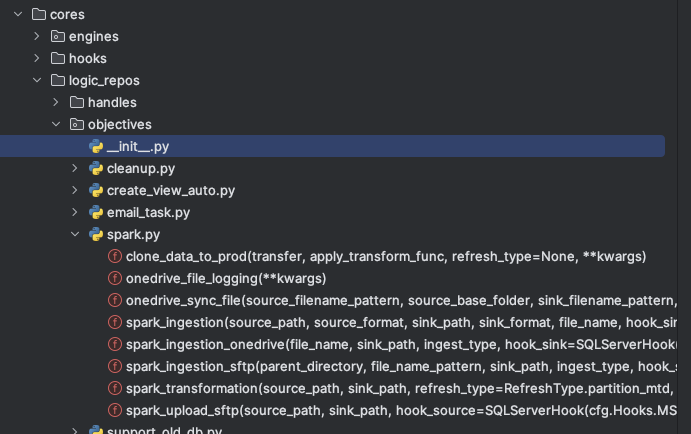 cores
engines
hooks
logic_repos
handles
objectives
__init__.py
cleanup.py
create_view_auto.py
email_task.py
spark.py
f clone_data_to_prod(transfer, apply_transform_func, refresh_type=None, **kwargs)
f onedrive_file_logging(**kwargs)
f onedrive_sync_file(source_filename_pattern, source_base_folder, sink_filename_pattern,
f spark_ingestion(source_path, source_format, sink_path, sink_format, file_name, hook_sin
f spark_ingestion_onedrive(file_name, sink_path, ingest_type, hook_sink=SQLServerHook(
f spark_ingestion_sftp(parent_directory, file_name_pattern, sink_path, ingest_type, hook_s
f spark_transformation(source_path, sink_path, refresh_type=RefreshType.partition_mtd,
f spark_upload_sftp(source_path, sink_path, hook_source=SQLServerHook(cfg.Hooks.MS
support_old_db.py